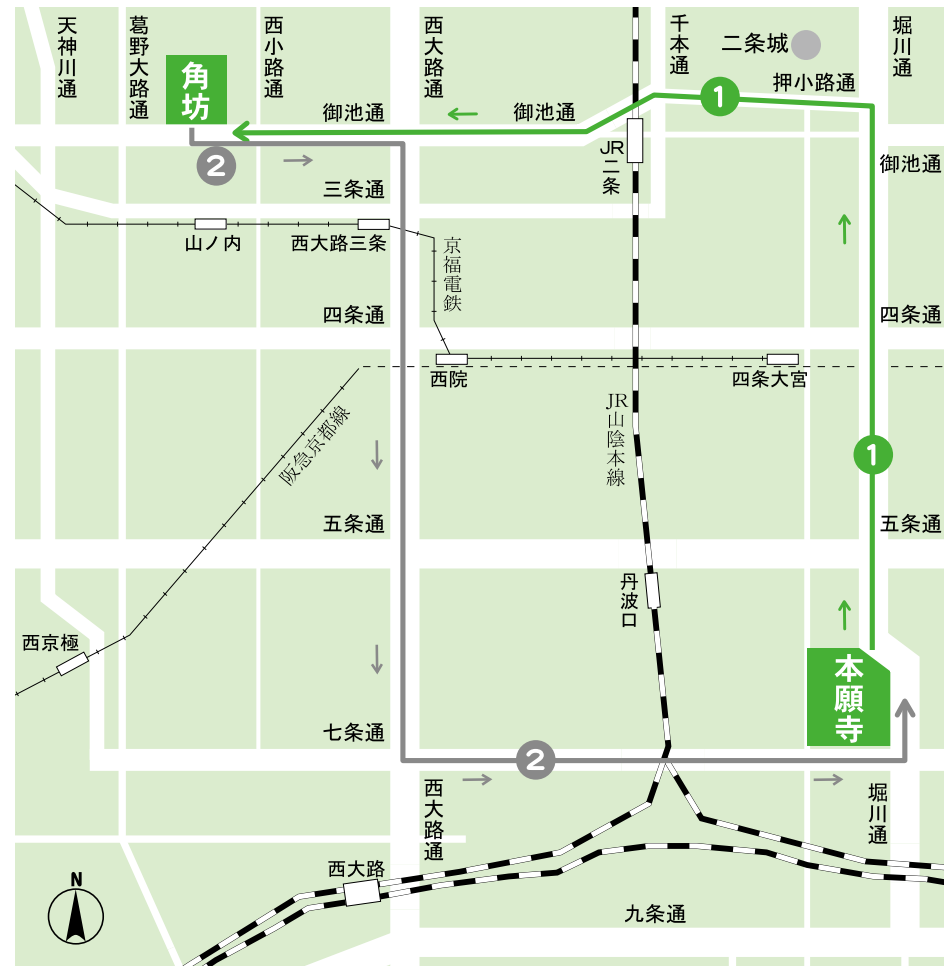 天神川通
葛野大路通
西小路通
西大路通
千本通
二条城
堀川通
角坊
押小路通
1
御池通
御池通
2
JR二条
御池通
三条通
山ノ内
西大路三条
京福電鉄
四条通
四条通
西院
四条大宮
JR山陰本線
阪急京都線
1
五条通
五条通
丹波口
西京極
本願寺
七条通
2
西大路通
堀川通
西大路
N
九条通